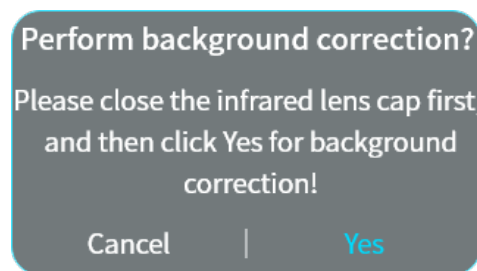 Perform background correction?
Please close the infrared lens cap first,
and then click Yes for background
correction!
Cancel | Yes